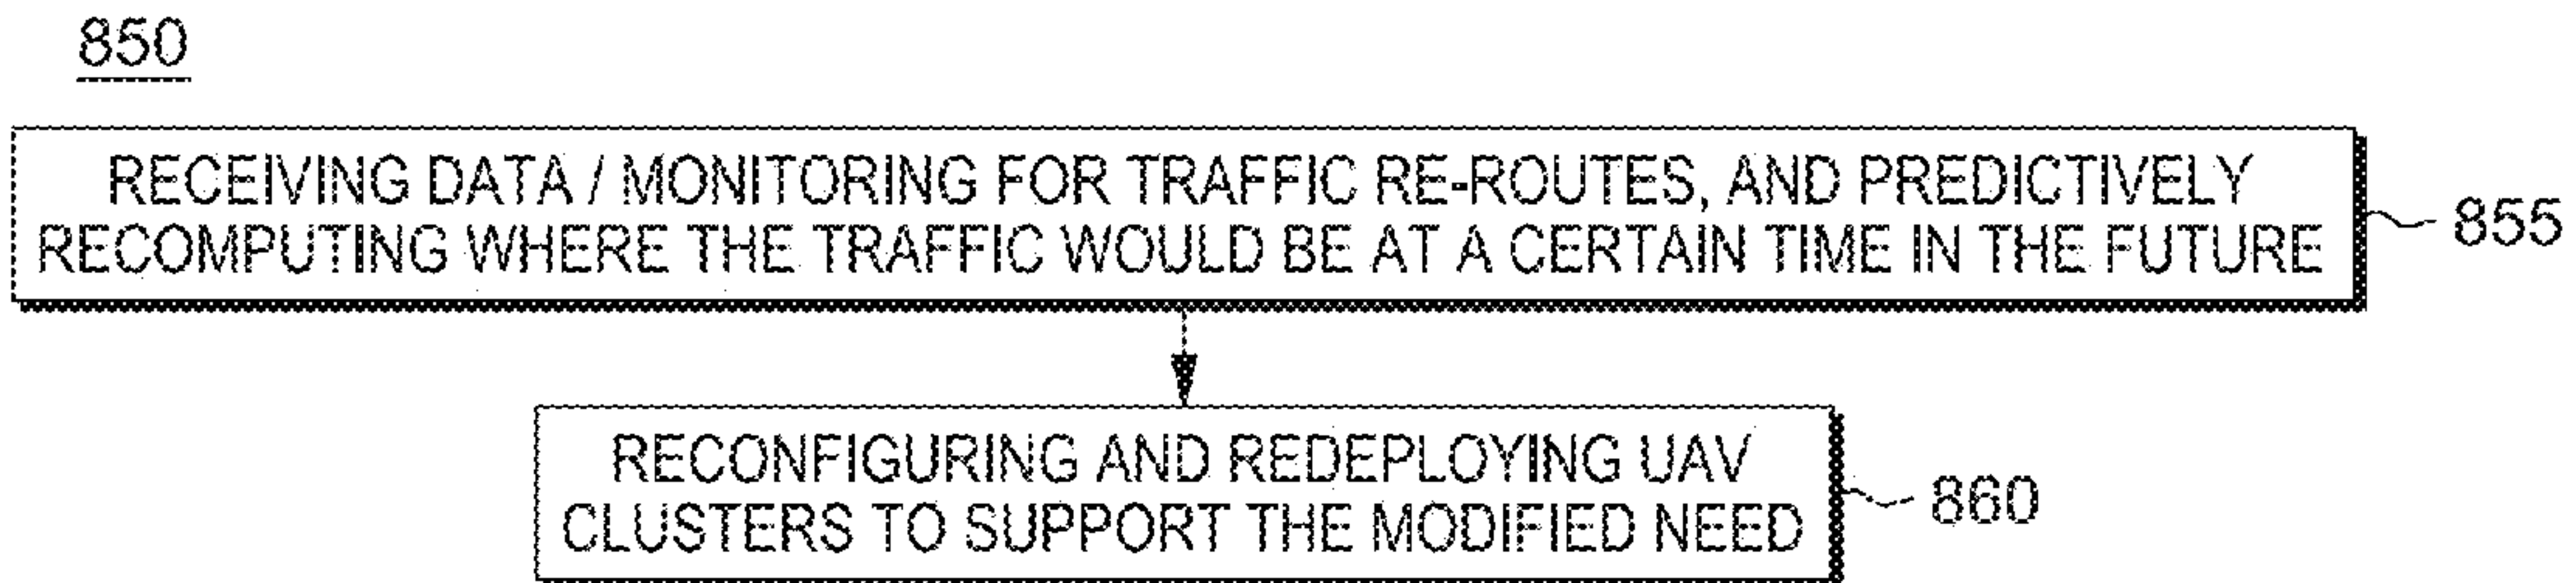 850
RECEIVING DATA / MONITORING FOR TRAFFIC RE-ROUTES, AND PREDICTIVELY
RECOMPUTING WHERE THE TRAFFIC WOULD BE AT A CERTAIN TIME IN THE FUTURE
855
RECONFIGURING AND REDEPLOYING UAV
CLUSTERS TO SUPPORT THE MODIFIED NEED
860